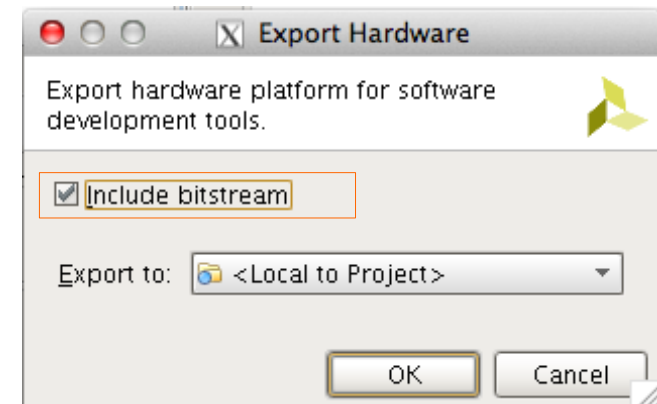 Export Hardware
Export hardware platform for software
development tools.
Include bitstream
Export to: <Local to Project>
OK Cancel